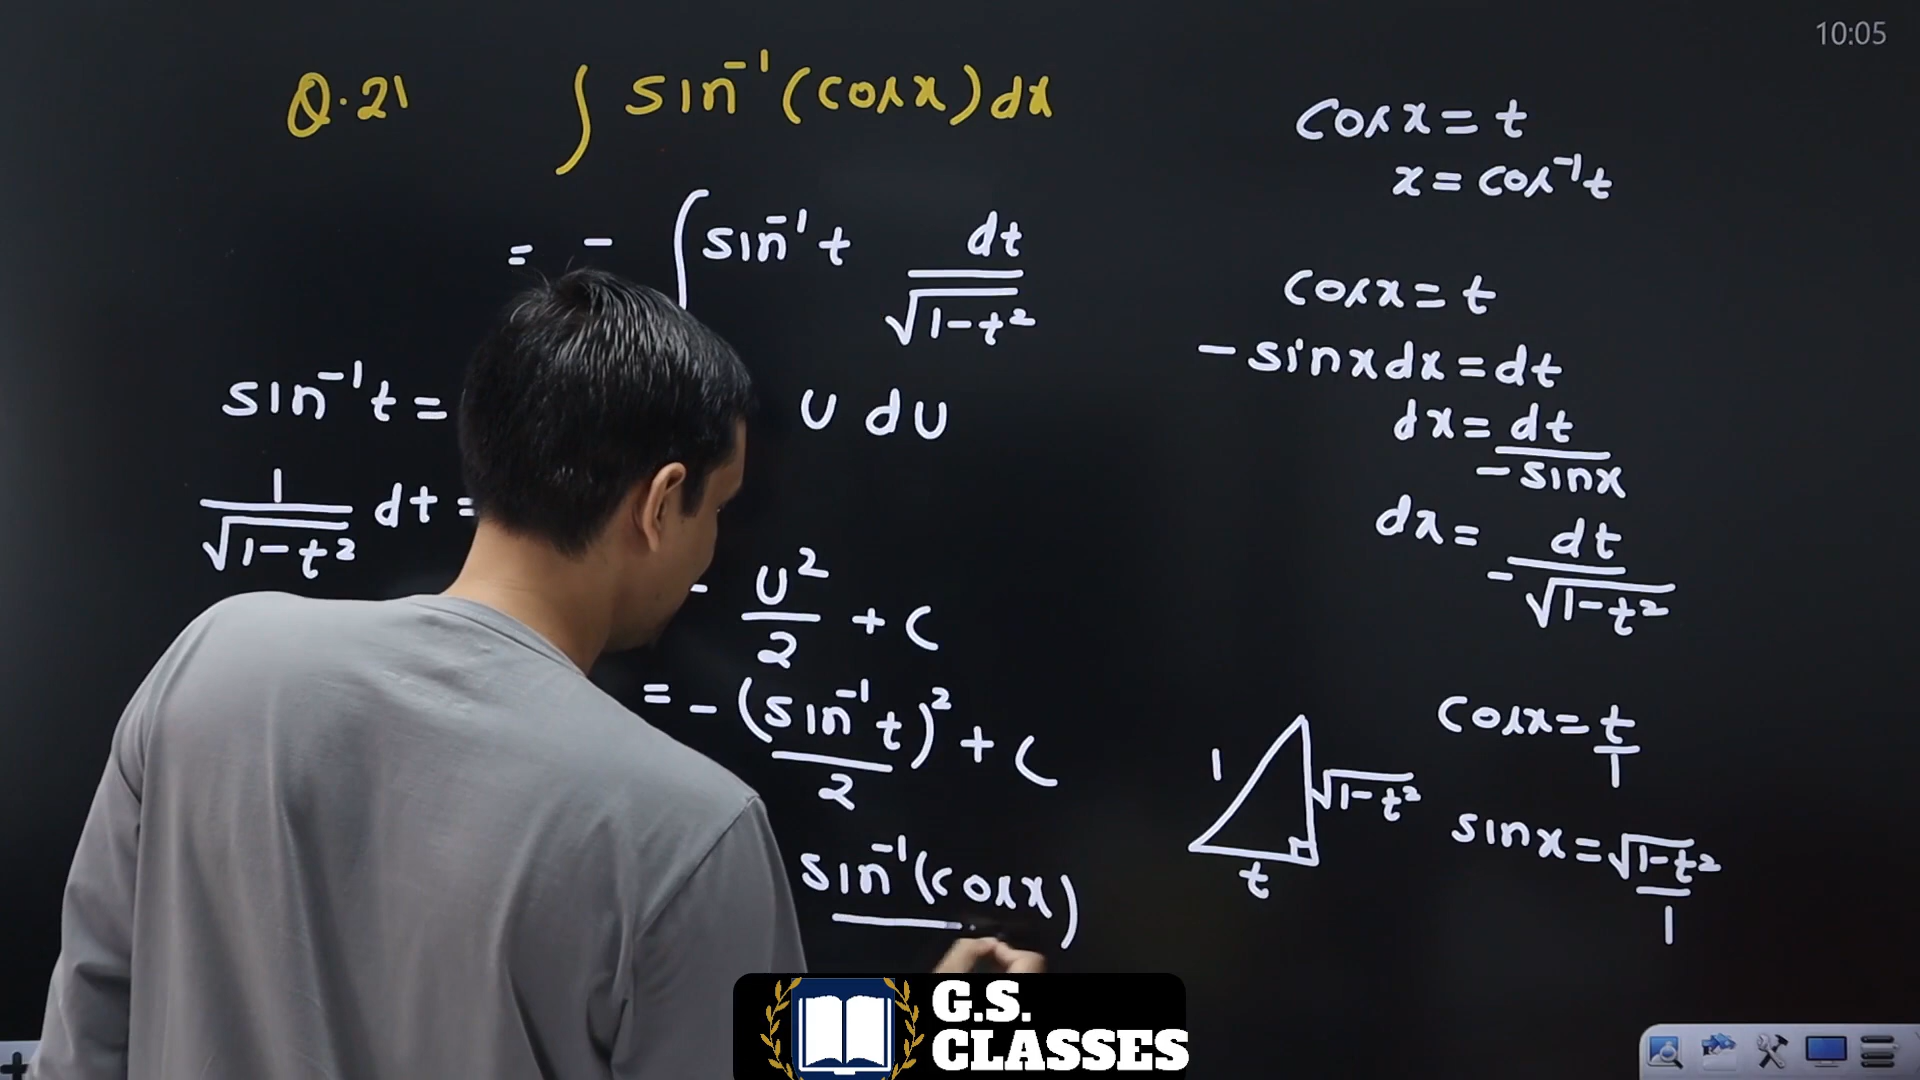 10:05
Q.21 ∫ sin⁻¹(cosx)dx
= - ∫ sin⁻¹t dt/√(1-t²)
sin⁻¹t =
U dU
1/√(1-t²) dt =
- U²/2 + C
= - (sin⁻¹t)²/2 + C
sin⁻¹(cosx)
cosx = t
x = cos⁻¹t
cosx = t
-sinxdx = dt
dx = dt/-sinx
dx = dt/-√(1-t²)
cosx = t/1
1
√(1-t²)
t
sinx = √(1-t²)/1
G.S.
CLASSES